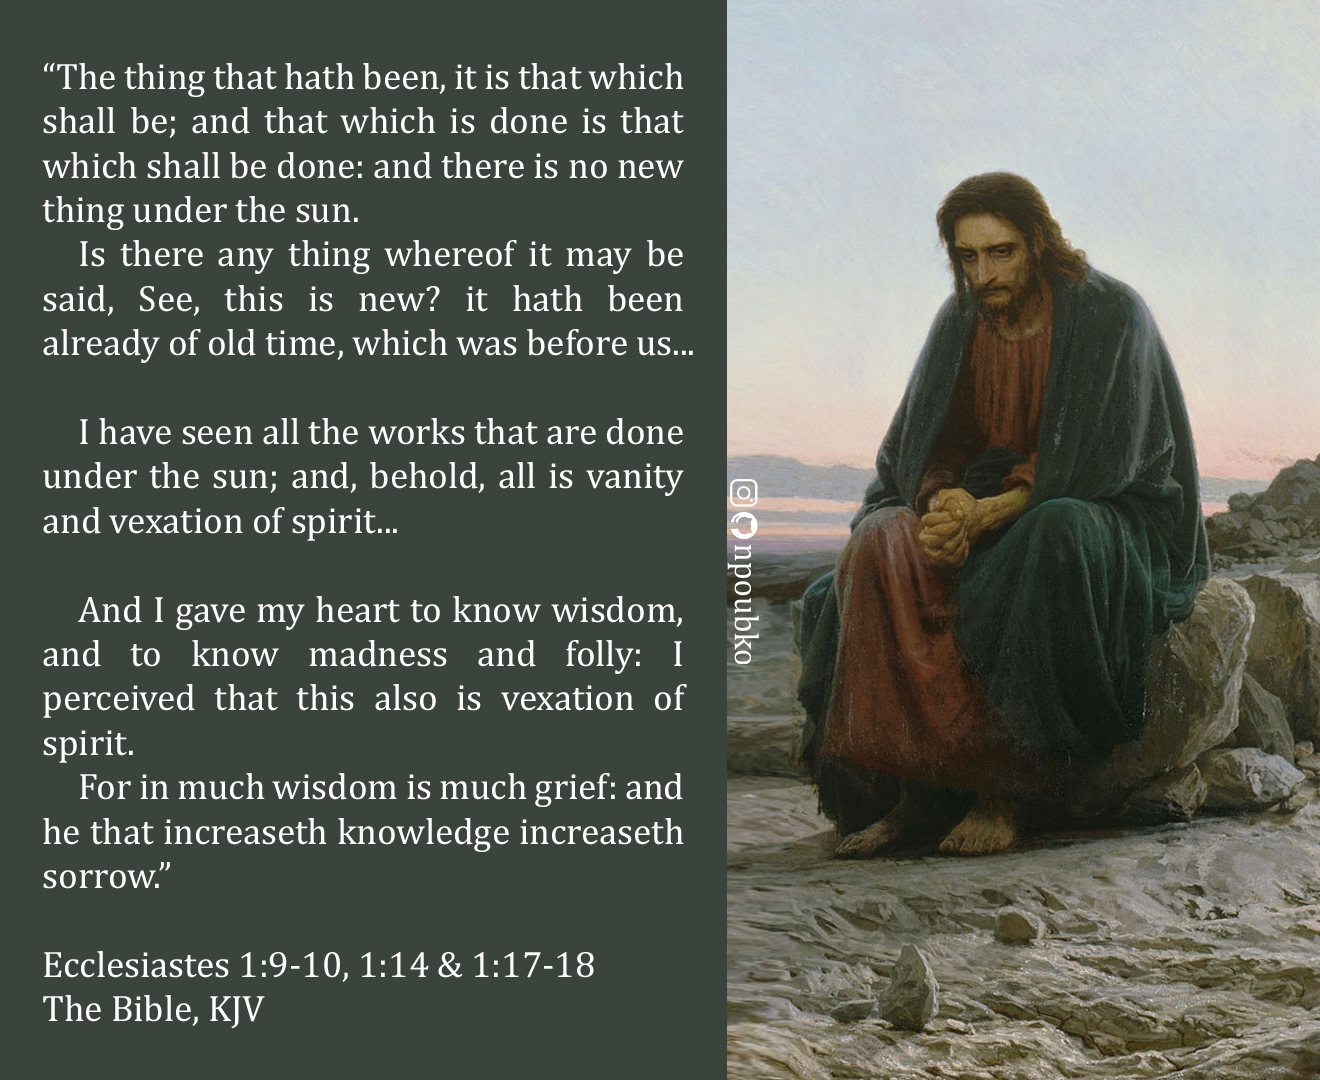 “The thing that hath been, it is that which
shall be; and that which is done is that
which shall be done: and there is no new
thing under the sun.
Is there any thing whereof it may be
said, See, this is new? it hath been
already of old time, which was before us...
I have seen all the works that are done
under the sun; and, behold, all is vanity
and vexation of spirit...
And I gave my heart to know wisdom,
and to know madness and folly: I
perceived that this also is vexation of
spirit.
For in much wisdom is much grief: and
he that increaseth knowledge increaseth
sorrow.”
Ecclesiastes 1:9-10, 1:14 & 1:17-18
The Bible, KJV
npoubko